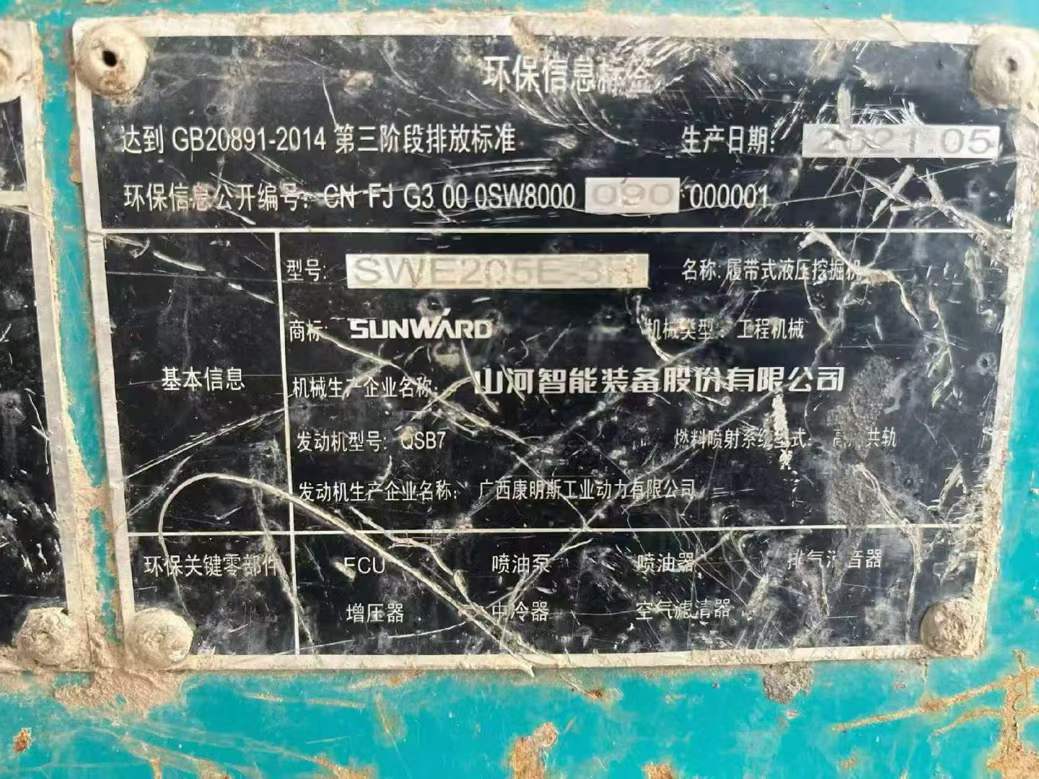 环保信息标签
达到 GB20891-2014 第三阶段排放标准 生产日期: 2021.05
环保信息公开编号: CN FJ G3 00 0SW8000 090 000001
型号: SWE205E-3H 名称: 履带式液压挖掘机
商标: SUNWARD 机械类型: 工程机械
基本信息
机械生产企业名称: 山河智能装备股份有限公司
发动机型号: QSB7 燃料喷射系统型式: 高压共轨
发动机生产企业名称: 广西康明斯工业动力有限公司
环保关键零部件 ECU 喷油泵 喷油器 排气消音器
增压器 中冷器 空气滤清器